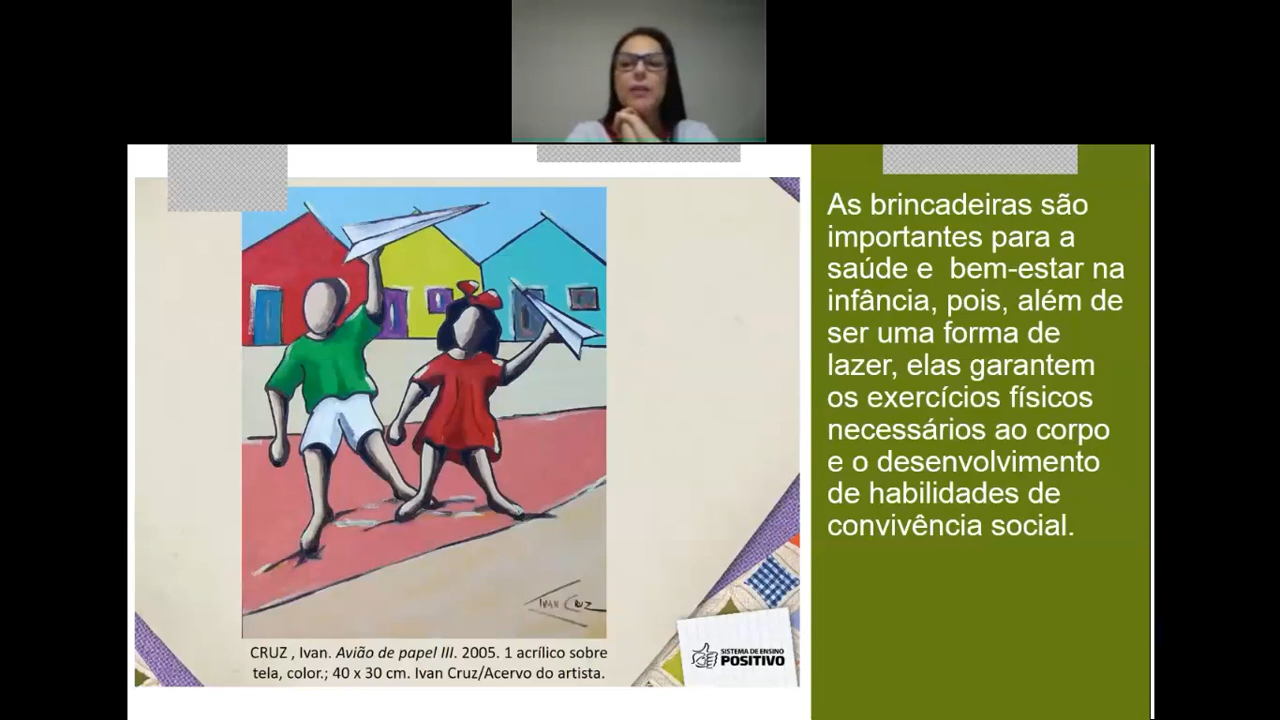 As brincadeiras são
importantes para a
saúde e  bem-estar na
infância, pois, além de
ser uma forma de
lazer, elas garantem
os exercícios físicos
necessários ao corpo
e o desenvolvimento
de habilidades de
convivência social.
IVAN CRUZ
CRUZ , Ivan. Avião de papel III. 2005. 1 acrílico sobre
tela, color.; 40 x 30 cm. Ivan Cruz/Acervo do artista.
SISTEMA DE ENSINO
POSITIVO